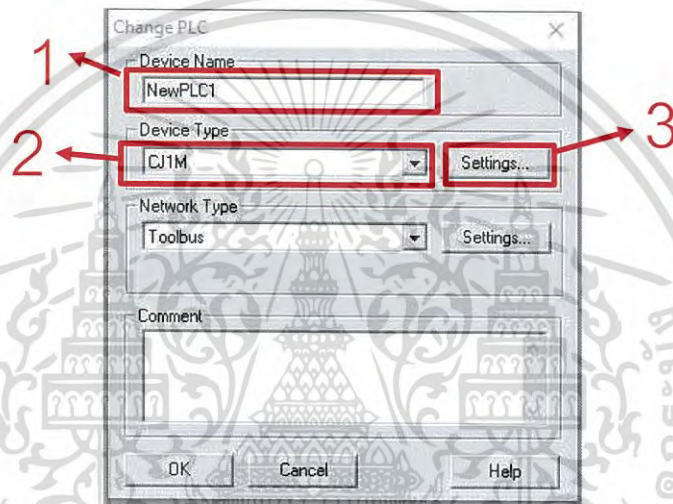 Change PLC
1
Device Name
NewPLC1
Device Type
2
CJ1M
Settings...
3
Network Type
Toolbus
Settings...
Comment
OK
Cancel
Help